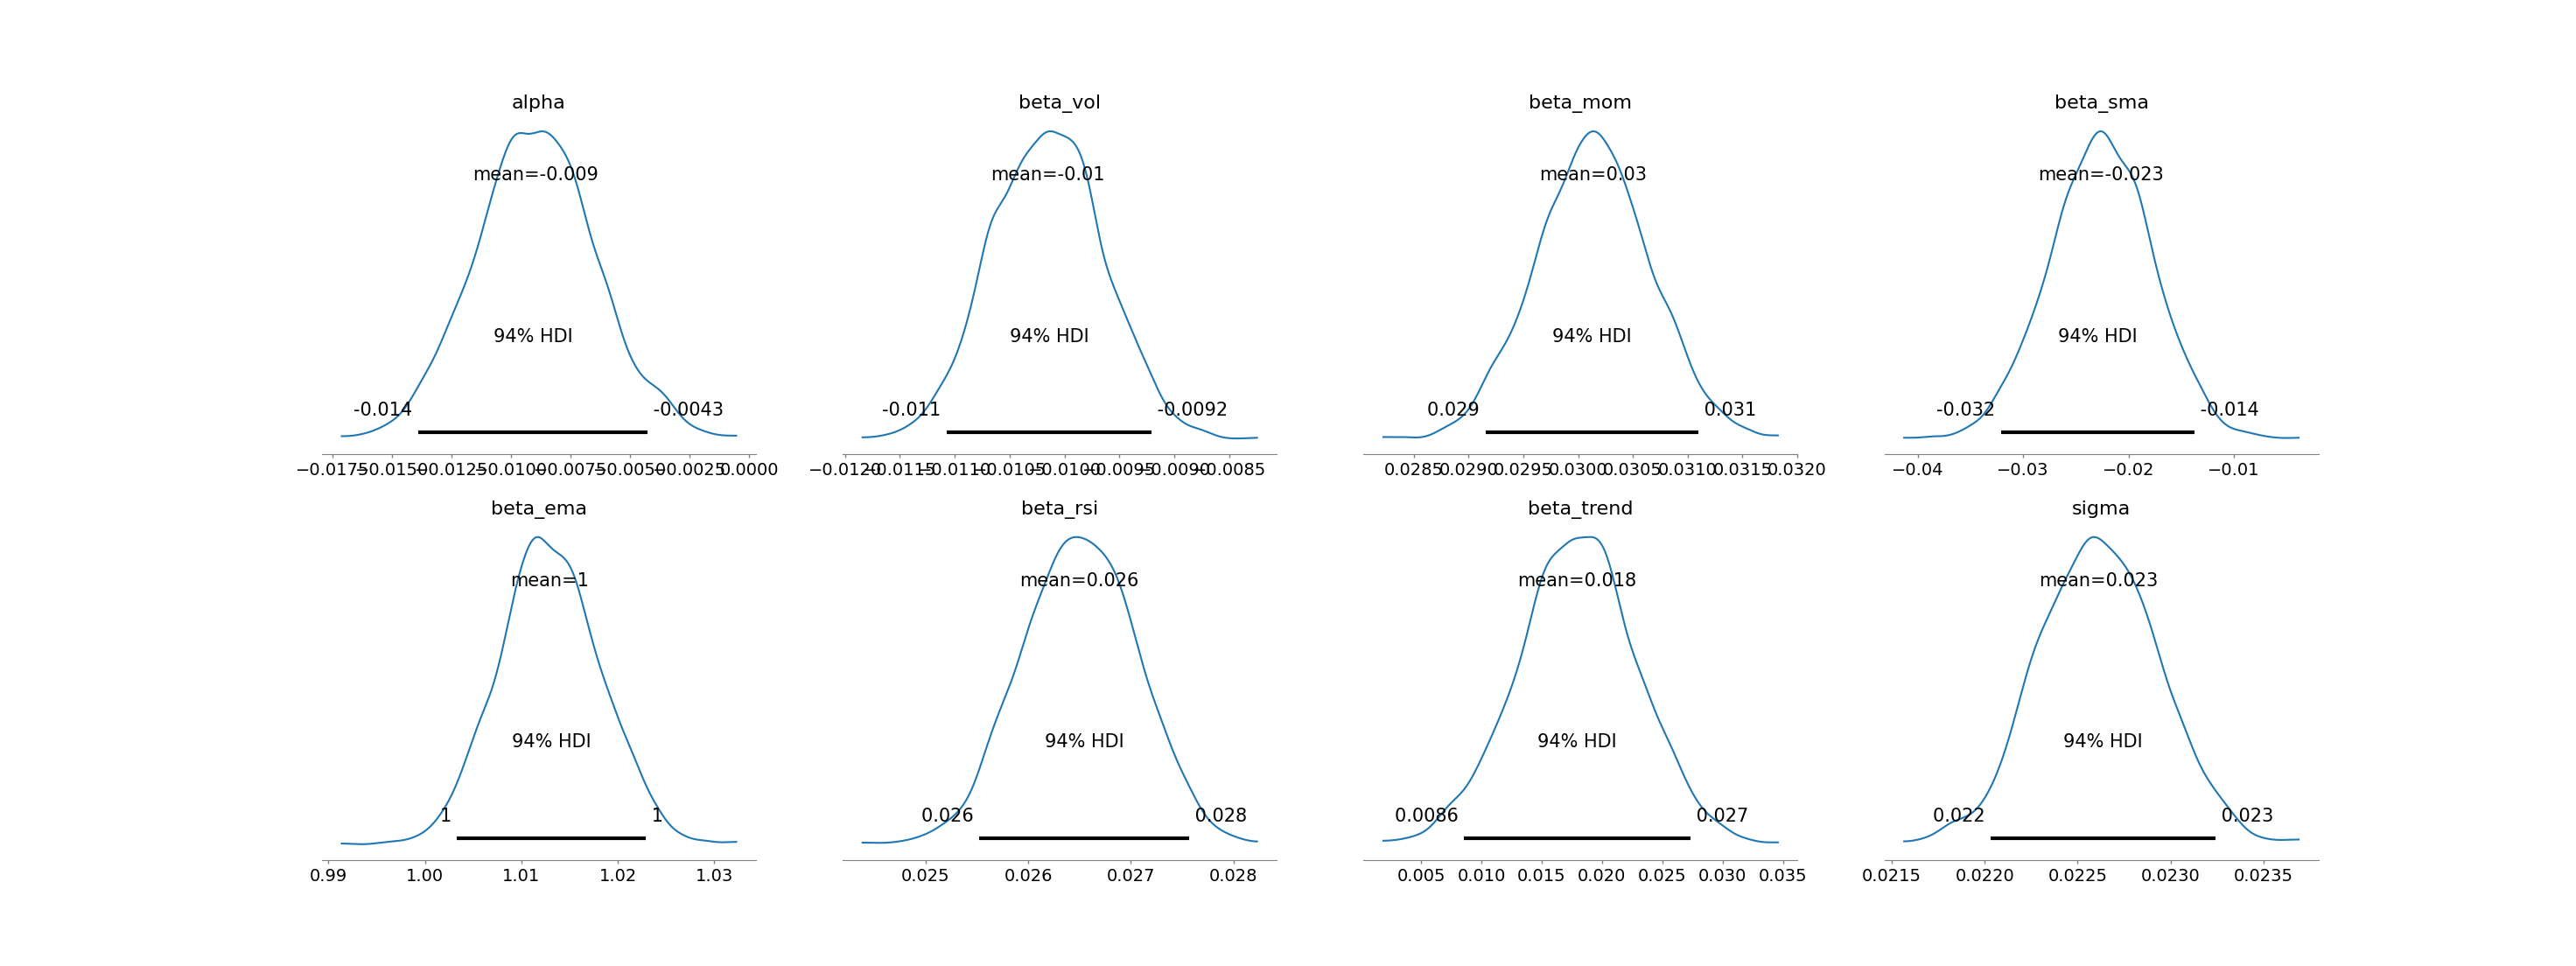 alpha
mean=-0.009
94% HDI
-0.014 -0.0043
−0.0175 −0.0150 −0.0125 −0.0100 −0.0075 −0.0050 −0.0025 0.0000
beta_vol
mean=-0.01
94% HDI
-0.011 -0.0092
−0.0120 −0.0115 −0.0110 −0.0105 −0.0100 −0.0095 −0.0090 −0.0085
beta_mom
mean=0.03
94% HDI
0.029 0.031
0.0285 0.0290 0.0295 0.0300 0.0305 0.0310 0.0315 0.0320
beta_sma
mean=-0.023
94% HDI
-0.032 -0.014
−0.04 −0.03 −0.02 −0.01
beta_ema
mean=1
94% HDI
1 1
0.99 1.00 1.01 1.02 1.03
beta_rsi
mean=0.026
94% HDI
0.026 0.028
0.025 0.026 0.027 0.028
beta_trend
mean=0.018
94% HDI
0.0086 0.027
0.005 0.010 0.015 0.020 0.025 0.030 0.035
sigma
mean=0.023
94% HDI
0.022 0.023
0.0215 0.0220 0.0225 0.0230 0.0235